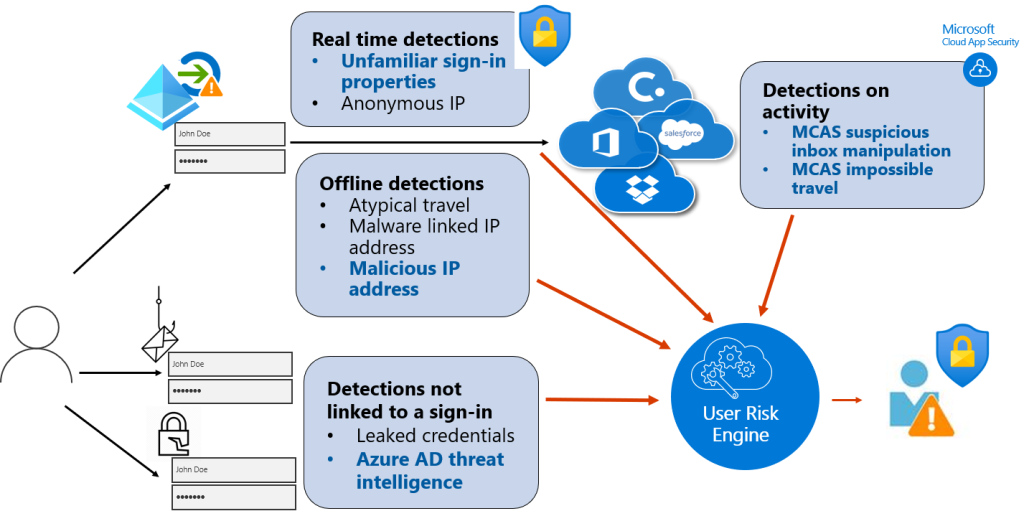 Real time detections
• Unfamiliar sign-in
properties
• Anonymous IP
Microsoft
Cloud App Security
John Doe
•••••••
C.
salesforce
Detections on
activity
• MCAS suspicious
inbox manipulation
• MCAS impossible
travel
Offline detections
• Atypical travel
• Malware linked IP
address
• Malicious IP
address
John Doe
•••••••
Detections not
linked to a sign-in
• Leaked credentials
• Azure AD threat
intelligence
User Risk
Engine
John Doe
•••••••